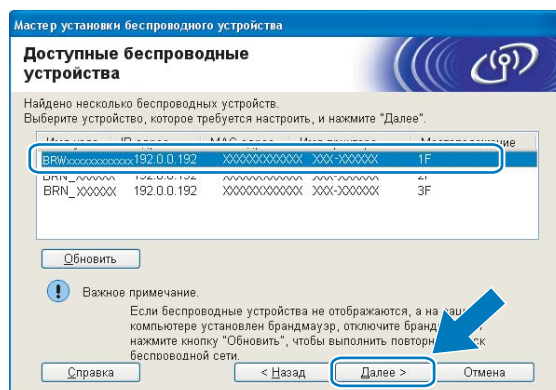 Мастер установки беспроводного устройства
Доступные беспроводные
устройства
Найдено несколько беспроводных устройств.
Выберите устройство, которое требуется настроить, и нажмите "Далее".
BRWxxxxxxxxxxxx 192.0.0.192 XXXXXXXXXXXX XXX-XXXXXX 1F
BRN_XXXXXX 192.0.0.192 XXXXXXXXXXXX XXX-XXXXXX 2F
BRN_XXXXXX 192.0.0.192 XXXXXXXXXXXX XXX-XXXXXX 3F
Обновить
Важное примечание.
Если беспроводные устройства не отображаются, а на
компьютере установлен брандмауэр, отключите
нажмите кнопку "Обновить", чтобы выполнить
беспроводной сети.
Справка
< Назад
Далее >
Отмена